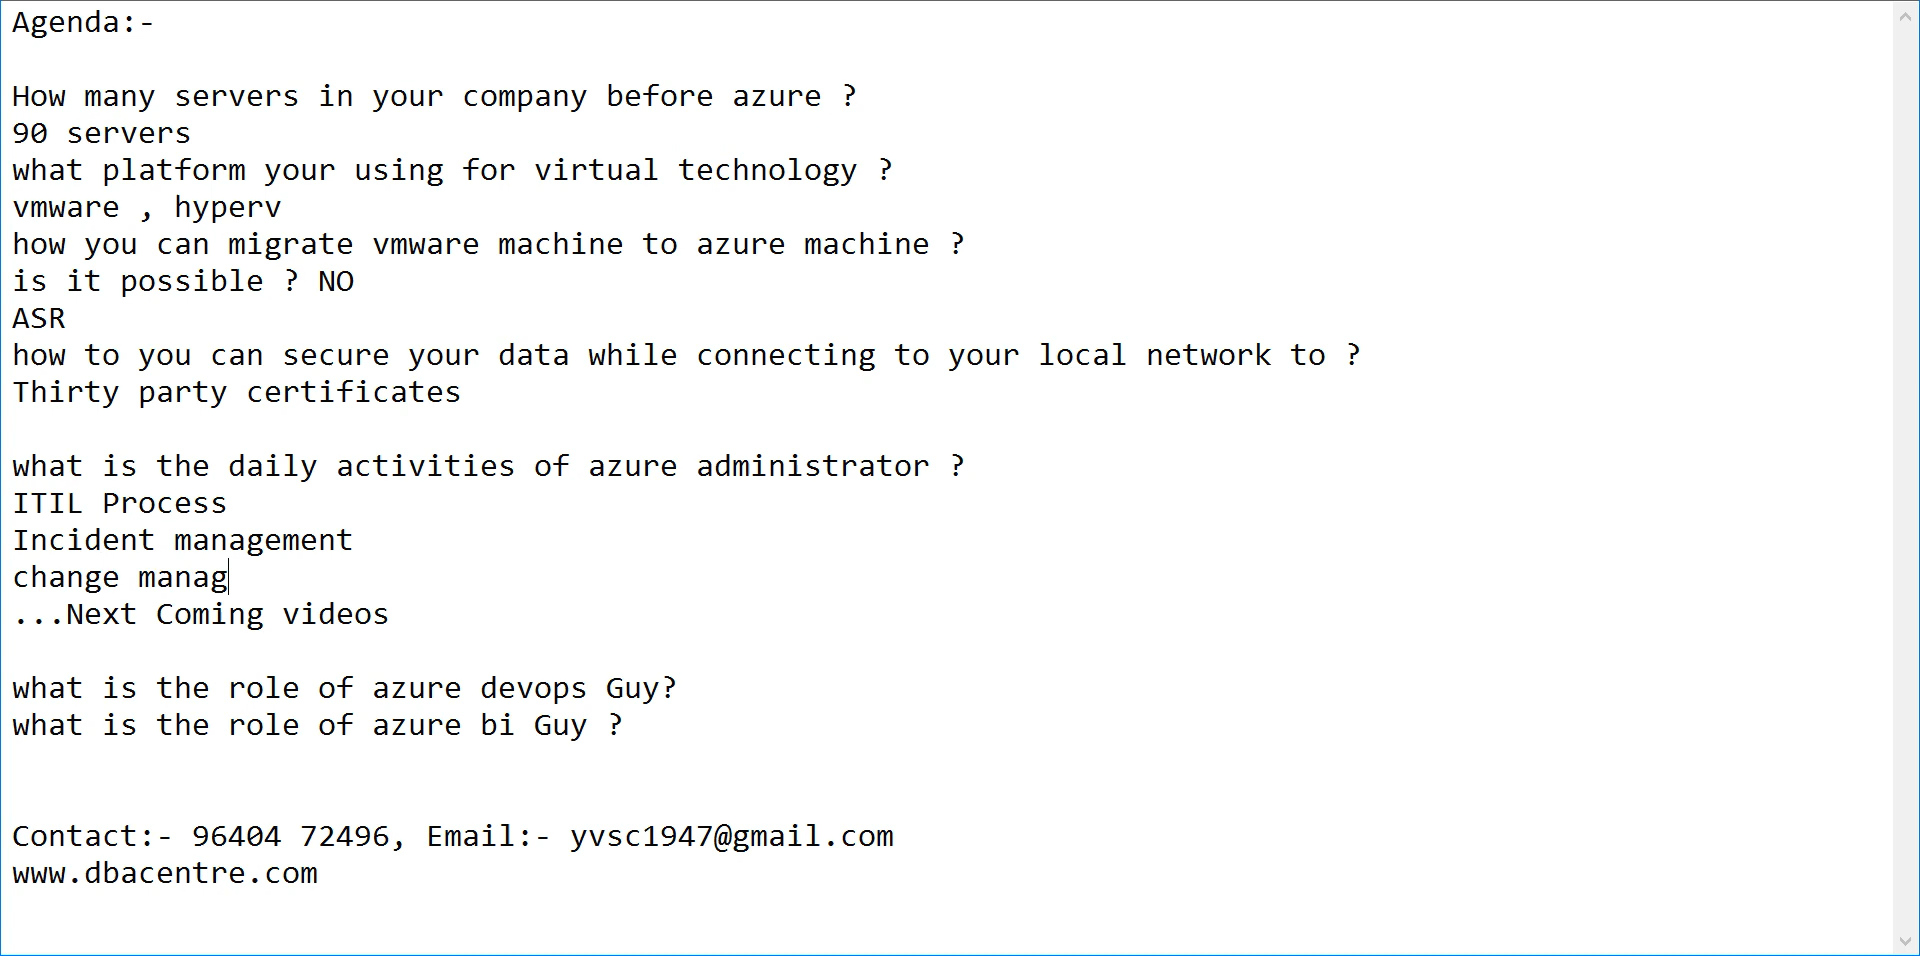 Agenda:-
How many servers in your company before azure ?
90 servers
what platform your using for virtual technology ?
vmware , hyperv
how you can migrate vmware machine to azure machine ?
is it possible ? NO
ASR
how to you can secure your data while connecting to your local network to ?
Thirty party certificates
what is the daily activities of azure administrator ?
ITIL Process
Incident management
change manag
...Next Coming videos
what is the role of azure devops Guy?
what is the role of azure bi Guy ?
Contact:- 96404 72496, Email:- yvsc1947@gmail.com
www.dbacentre.com